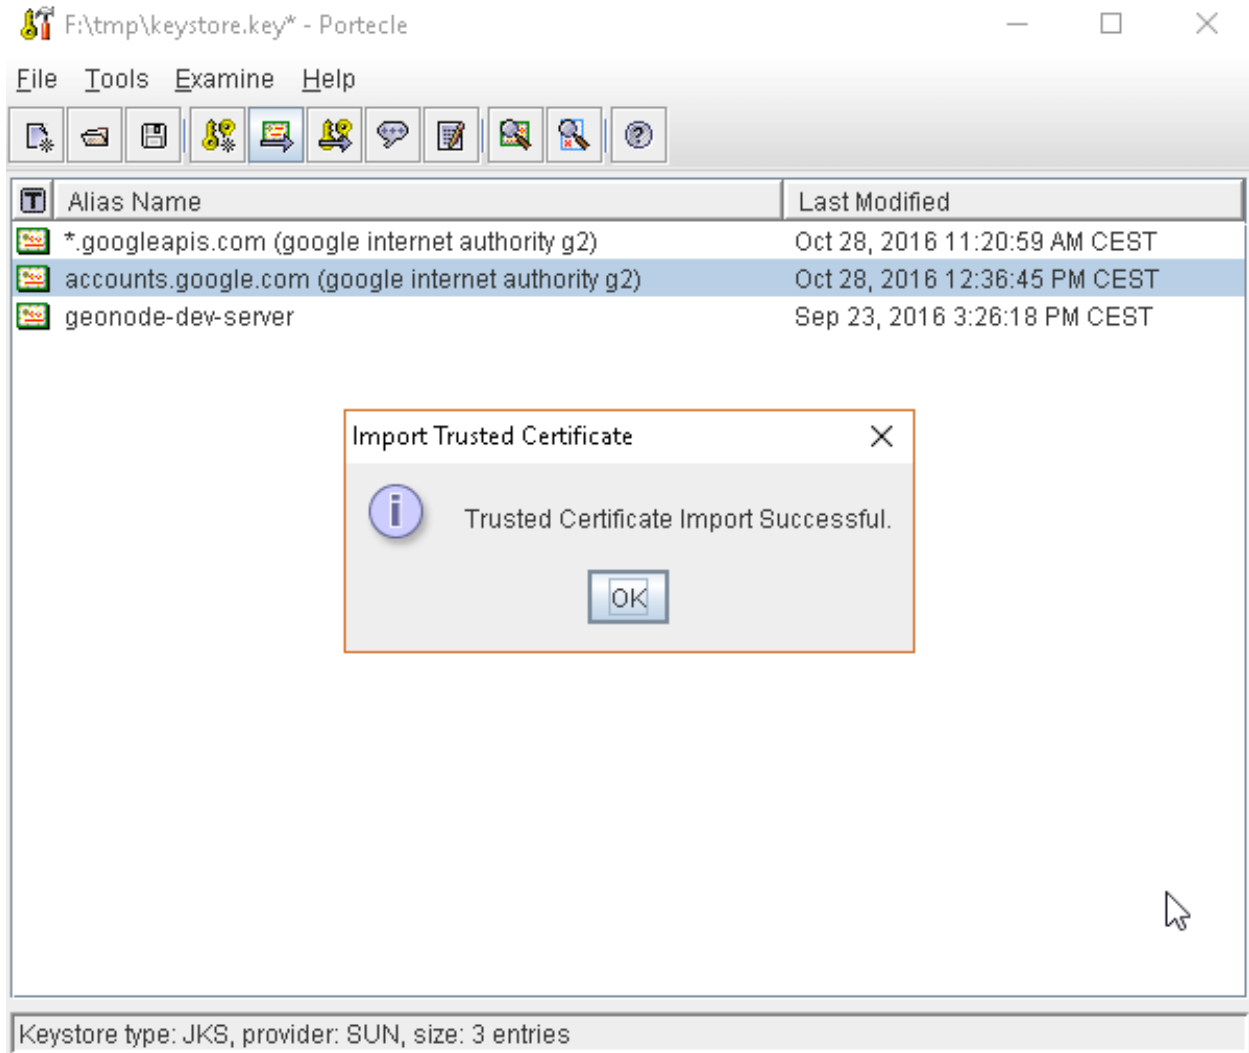 F:\tmp\keystore.key* - Portecle
File Tools Examine Help
T Alias Name Last Modified
*.googleapis.com (google internet authority g2) Oct 28, 2016 11:20:59 AM CEST
accounts.google.com (google internet authority g2) Oct 28, 2016 12:36:45 PM CEST
geonode-dev-server Sep 23, 2016 3:26:18 PM CEST
Import Trusted Certificate
Trusted Certificate Import Successful.
OK
Keystore type: JKS, provider: SUN, size: 3 entries